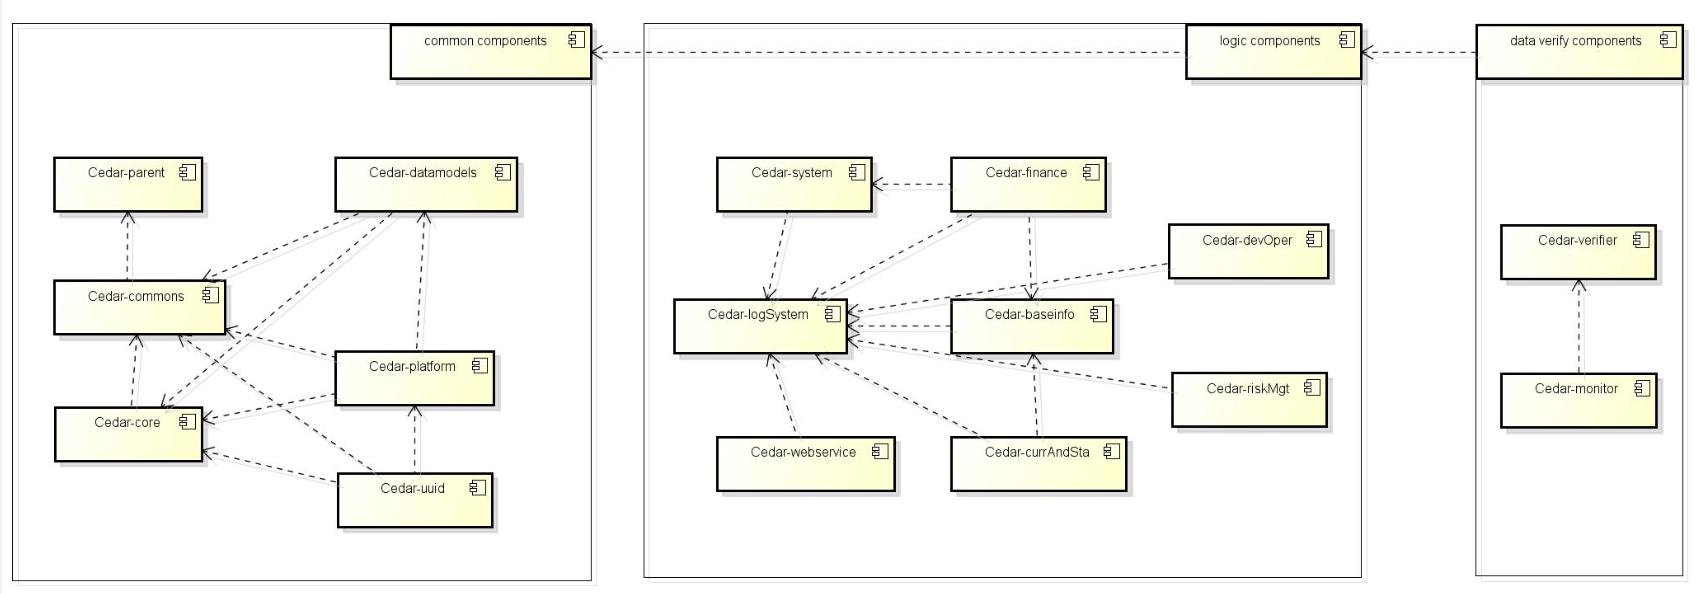 common components
logic components
data verify components
Cedar-parent
Cedar-datamodels
Cedar-commons
Cedar-platform
Cedar-core
Cedar-uuid
Cedar-system
Cedar-finance
Cedar-devOper
Cedar-logSystem
Cedar-baseinfo
Cedar-riskMgt
Cedar-webservice
Cedar-currAndSta
Cedar-verifier
Cedar-monitor